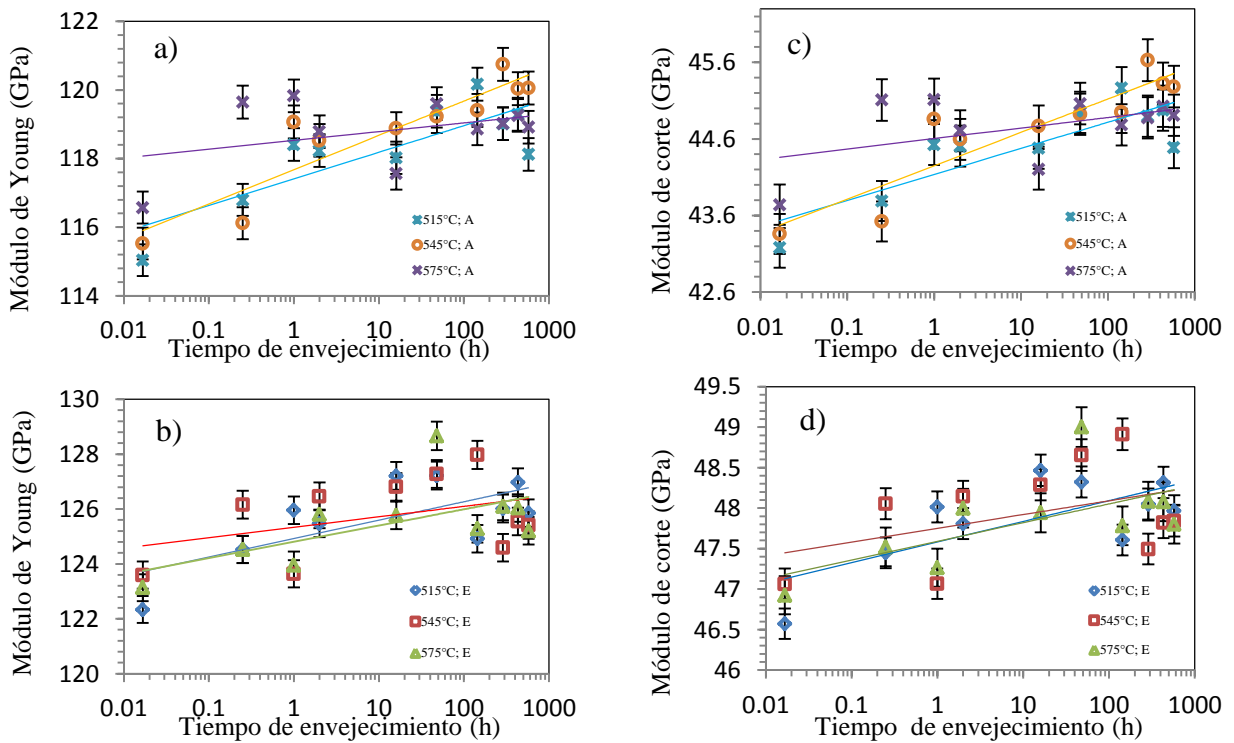 a)
Módulo de Young (GPa)
122
120
118
116
114
515°C; A
545°C; A
575°C; A
0.01 0.1 1 10 100 1000
Tiempo de envejecimiento (h)
c)
Módulo de corte (GPa)
45.6
44.6
43.6
42.6
515°C; A
545°C; A
575°C; A
0.01 0.1 1 10 100 1000
Tiempo de envejecimiento (h)
b)
Módulo de Young (GPa)
130
128
126
124
122
120
515°C; E
545°C; E
575°C; E
0.01 0.1 1 10 100 1000
Tiempo de envejecimiento (h)
d)
Módulo de corte (GPa)
49.5
49
48.5
48
47.5
47
46.5
46
515°C; E
545°C; E
575°C; E
0.01 0.1 1 10 100 1000
Tiempo de envejecimiento (h)